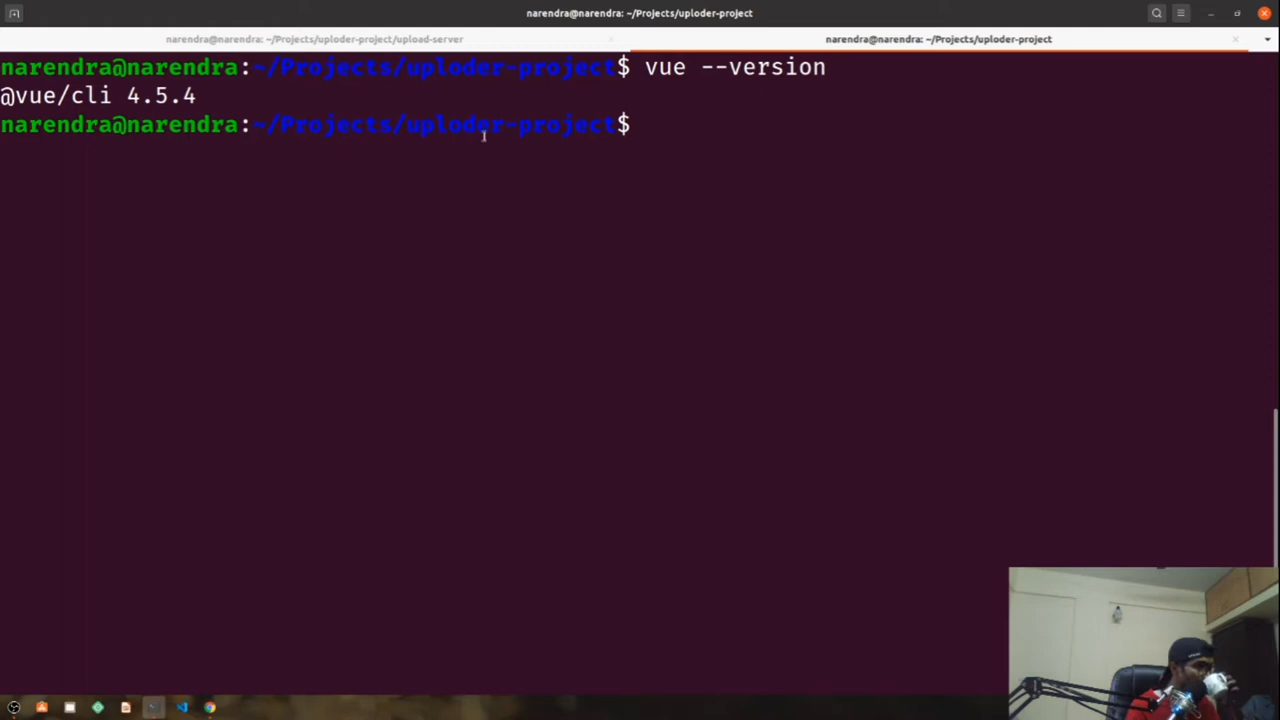 narendra@narendra: ~/Projects/uploder-project
narendra@narendra: ~/Projects/uploder-project/upload-server
narendra@narendra: ~/Projects/uploder-project
narendra@narendra:~/Projects/uploder-project$ vue --version
@vue/cli 4.5.4
narendra@narendra:~/Projects/uploder-project$